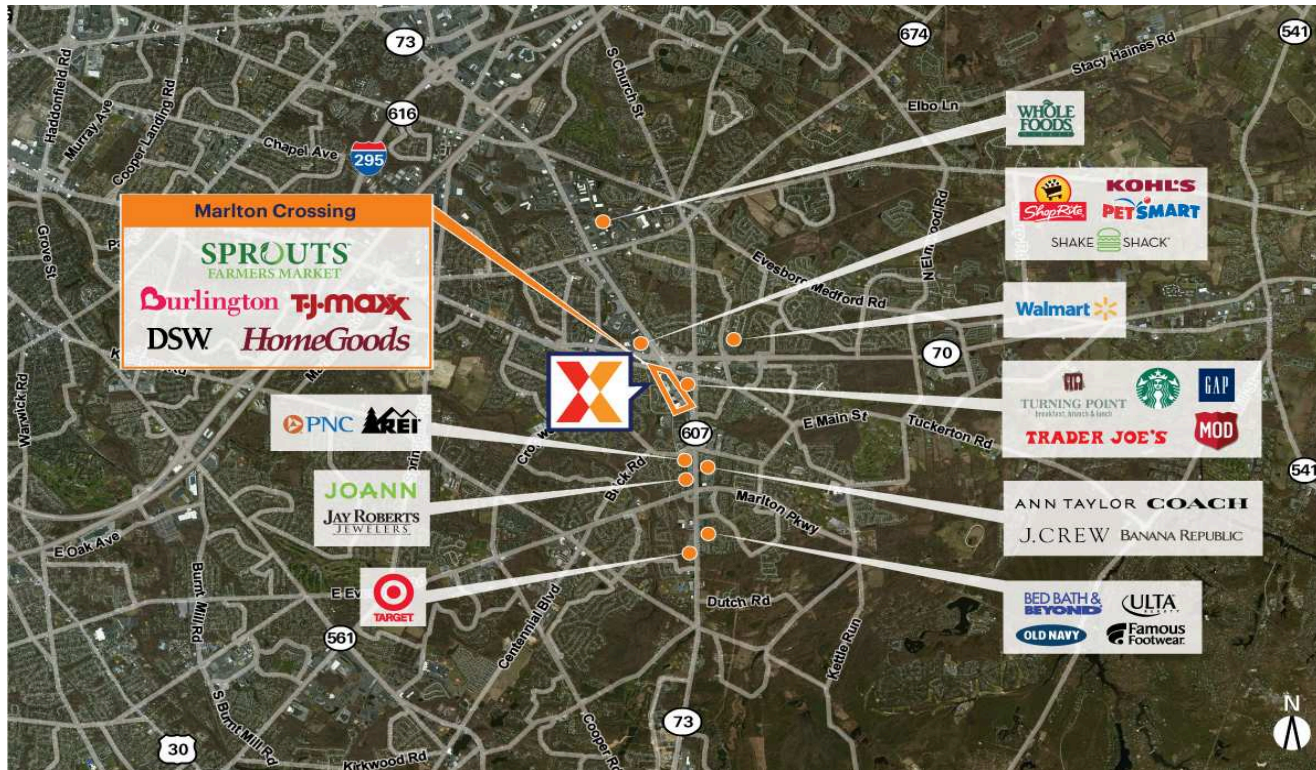 73
674
541
Haddonfield Rd
Murray Ave
Cooper Landing Rd
616
Chapel Ave
295
S Church St
Stacy Haines Rd
Elbo Ln
WHOLE
FOODS
MARKET
Marlton Crossing
SPROUTS
FARMERS MARKET
Burlington T.J.maxx
DSW. HomeGoods
ShopRite
KOHL'S
PETSMART
SHAKE SHACK
Grove St
N Elmwood Rd
Evesboro Medford Rd
Walmart
70
TURNING POINT
breakfast, brunch & lunch
GAP
TRADER JOE'S
MOD
Warwick Rd
607
E Main St
Tuckerton Rd
541
PNC REI
Brick Rd
JOANN
JAY ROBERTS
JEWELERS
Marlton Pkwy
ANN TAYLOR COACH
J.CREW BANANA REPUBLIC
E Oak Ave
Burnt Mill Rd
TARGET
Dutch Rd
Centennial Blvd
Kettle Run
561
BED BATH &
BEYOND
ULTA
BEAUTY
OLD NAVY
Famous
Footwear
S Burnt Mill Rd
30
Kirkwood Rd
Cooper Rd
73
N